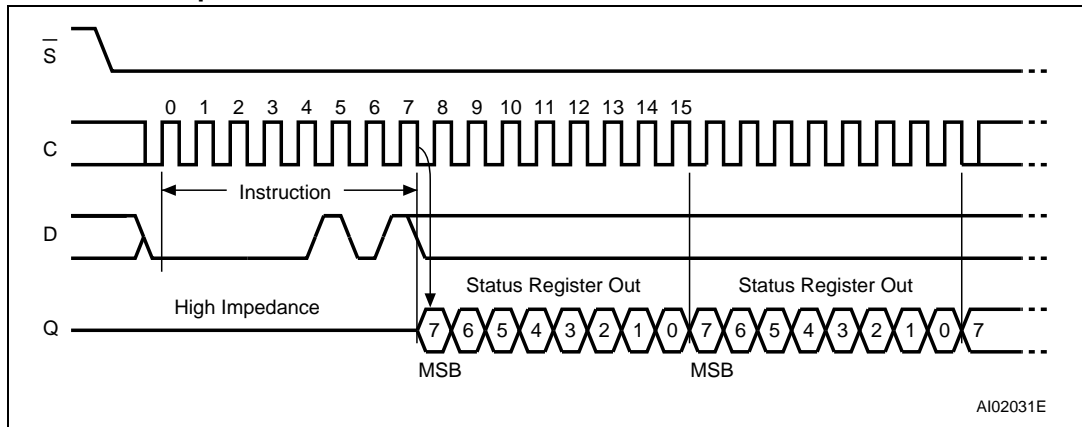 S
0 1 2 3 4 5 6 7 8 9 10 11 12 13 14 15
C
Instruction
D
Status Register Out Status Register Out
High Impedance
Q 7 6 5 4 3 2 1 0 7 6 5 4 3 2 1 0 7
MSB MSB
AI02031E